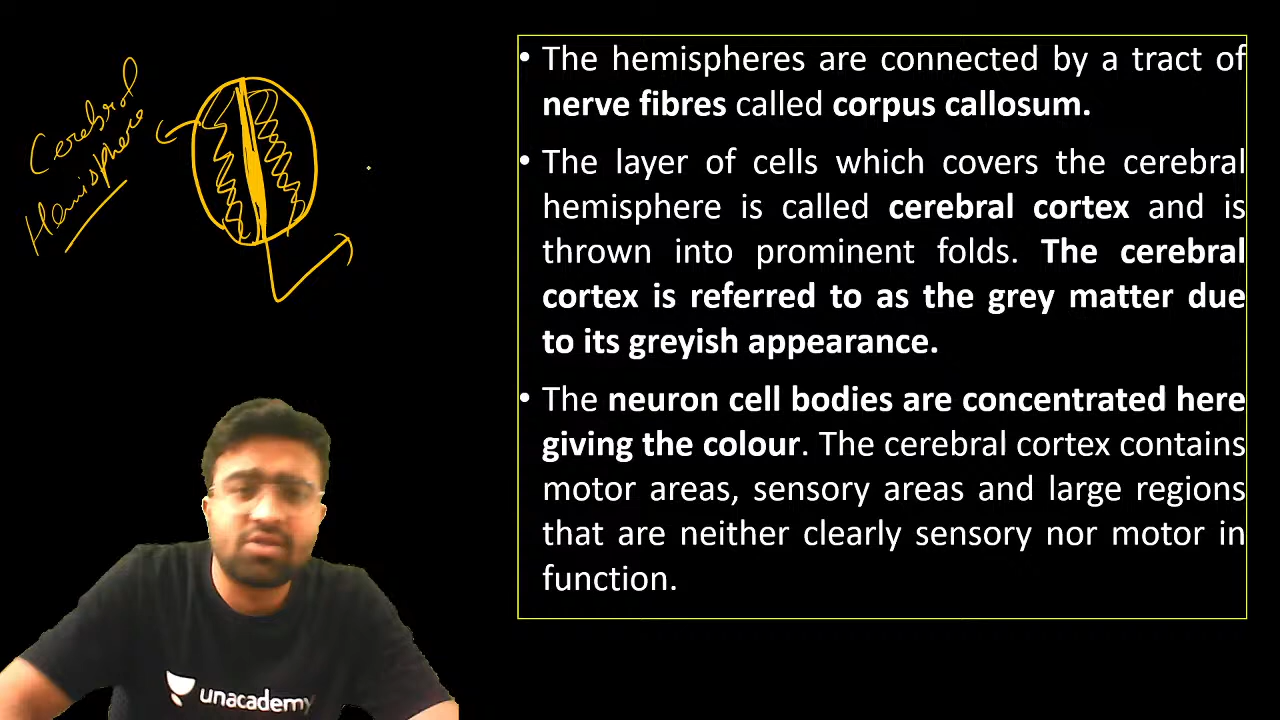 Cerebral
Hemisphere
• The hemispheres are connected by a tract of
nerve fibres called corpus callosum.
• The layer of cells which covers the cerebral
hemisphere is called cerebral cortex and is
thrown into prominent folds. The cerebral
cortex is referred to as the grey matter due
to its greyish appearance.
• The neuron cell bodies are concentrated here
giving the colour. The cerebral cortex contains
motor areas, sensory areas and large regions
that are neither clearly sensory nor motor in
function.
unacademy